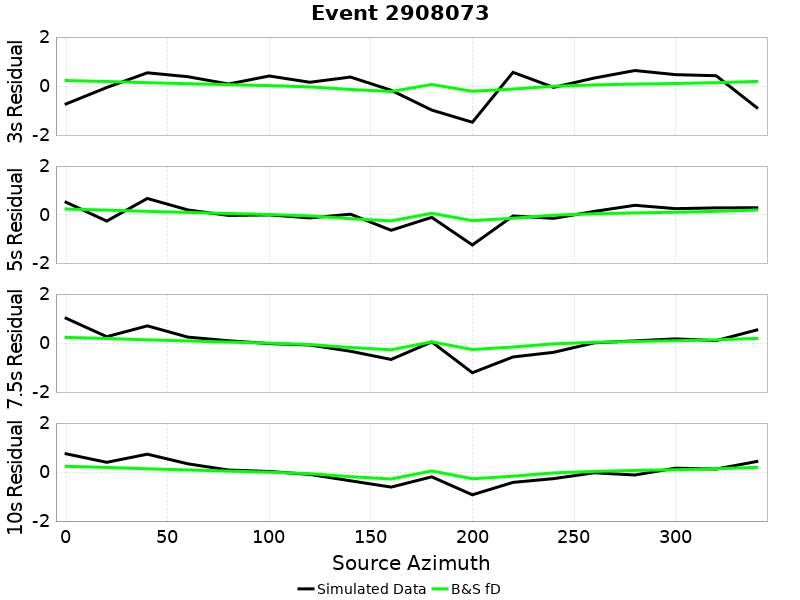 Event 2908073
3s Residual
2
0
-2
5s Residual
2
0
-2
7.5s Residual
2
0
-2
10s Residual
2
0
-2
0 50 100 150 200 250 300
Source Azimuth
Simulated Data B&S fD